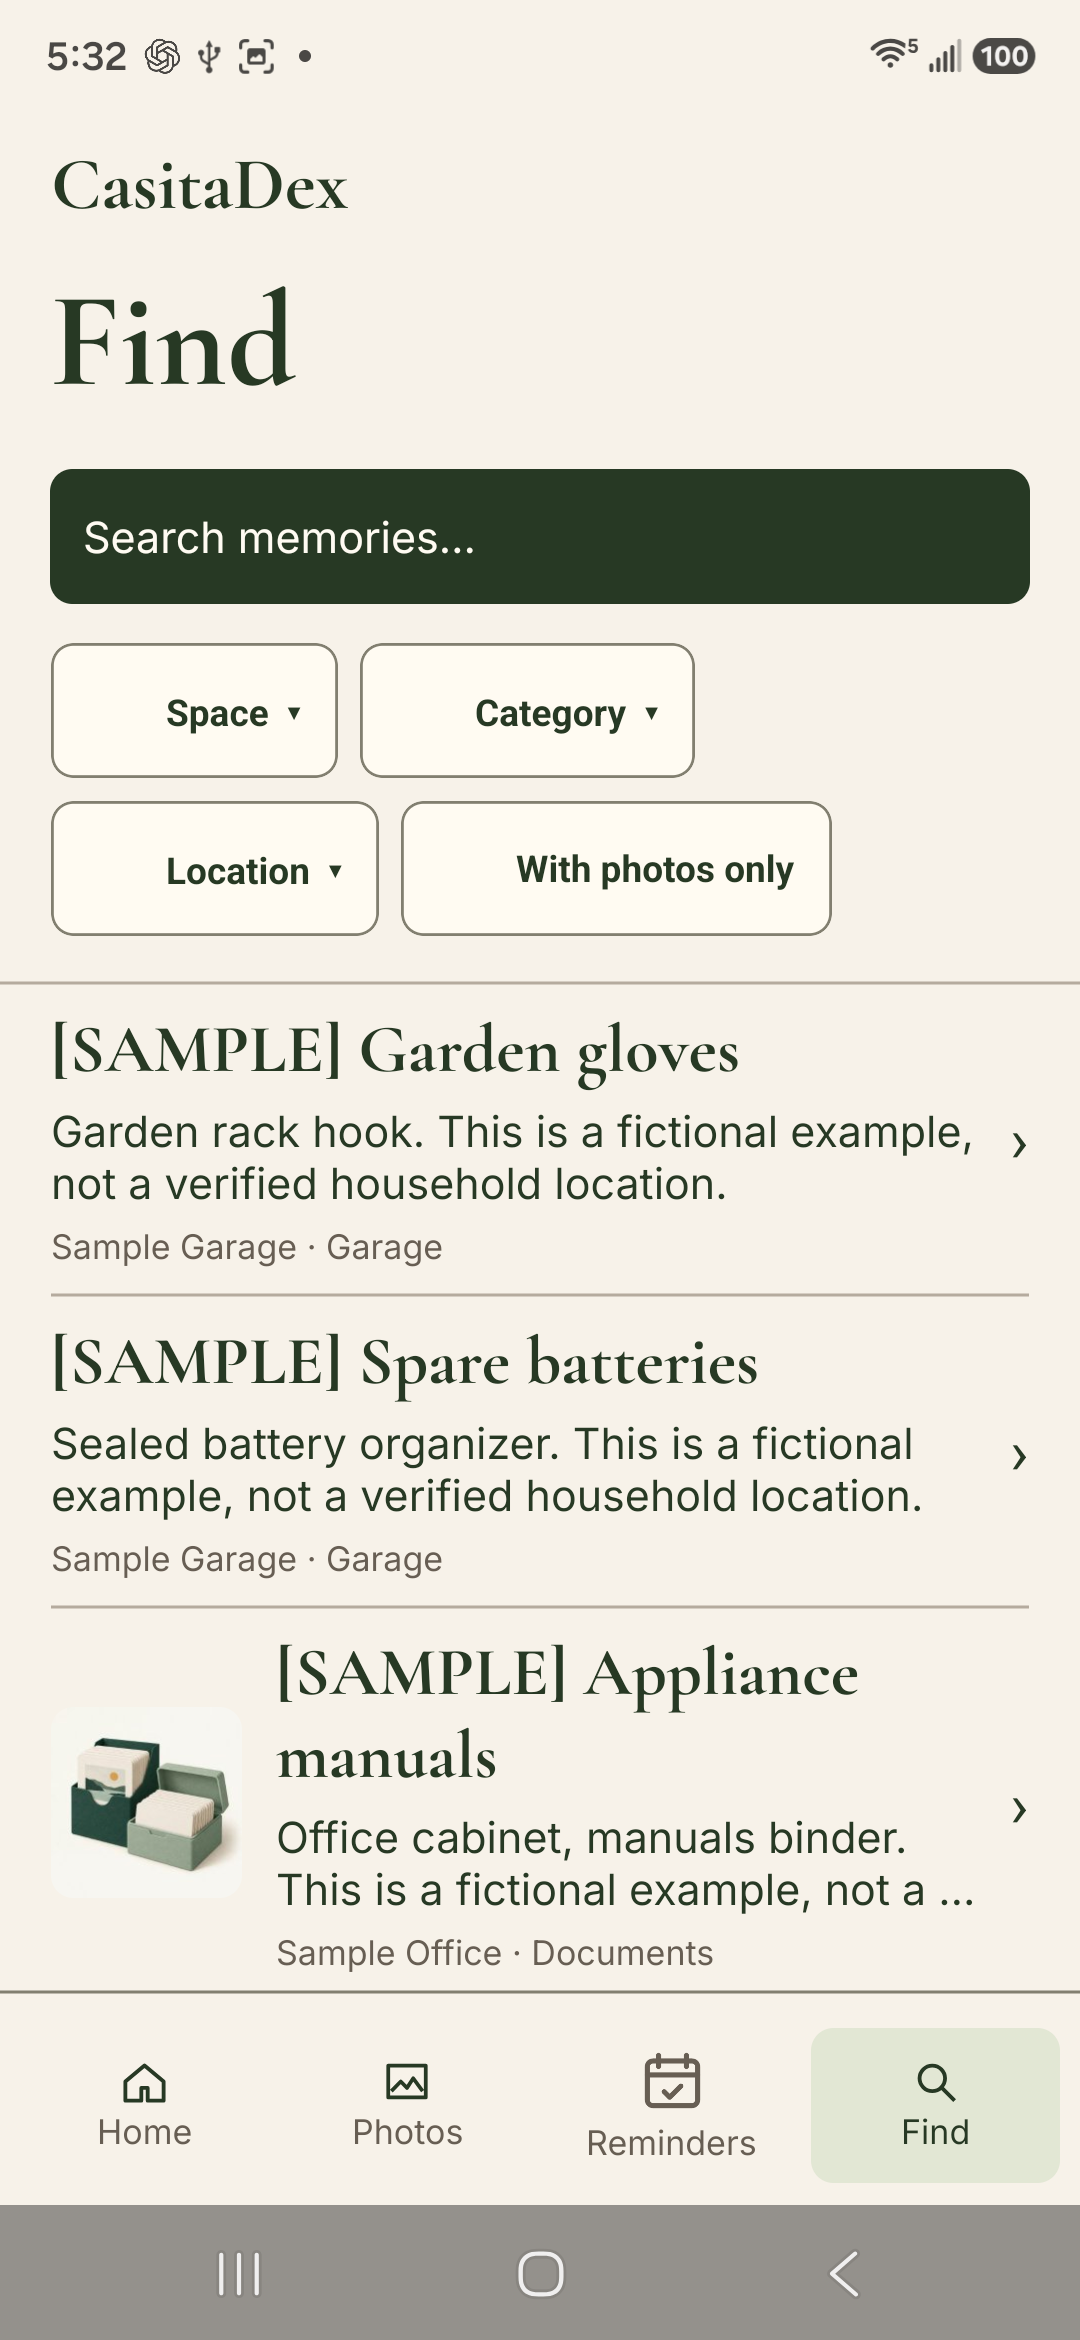 5:32
5
100
CasitaDex
Find
Search memories...
Space ▾
Category ▾
Location ▾
With photos only
[SAMPLE] Garden gloves
Garden rack hook. This is a fictional example,
not a verified household location.
Sample Garage · Garage
[SAMPLE] Spare batteries
Sealed battery organizer. This is a fictional
example, not a verified household location.
Sample Garage · Garage
[SAMPLE] Appliance
manuals
Office cabinet, manuals binder.
This is a fictional example, not a ...
Sample Office · Documents
Home
Photos
Reminders
Find